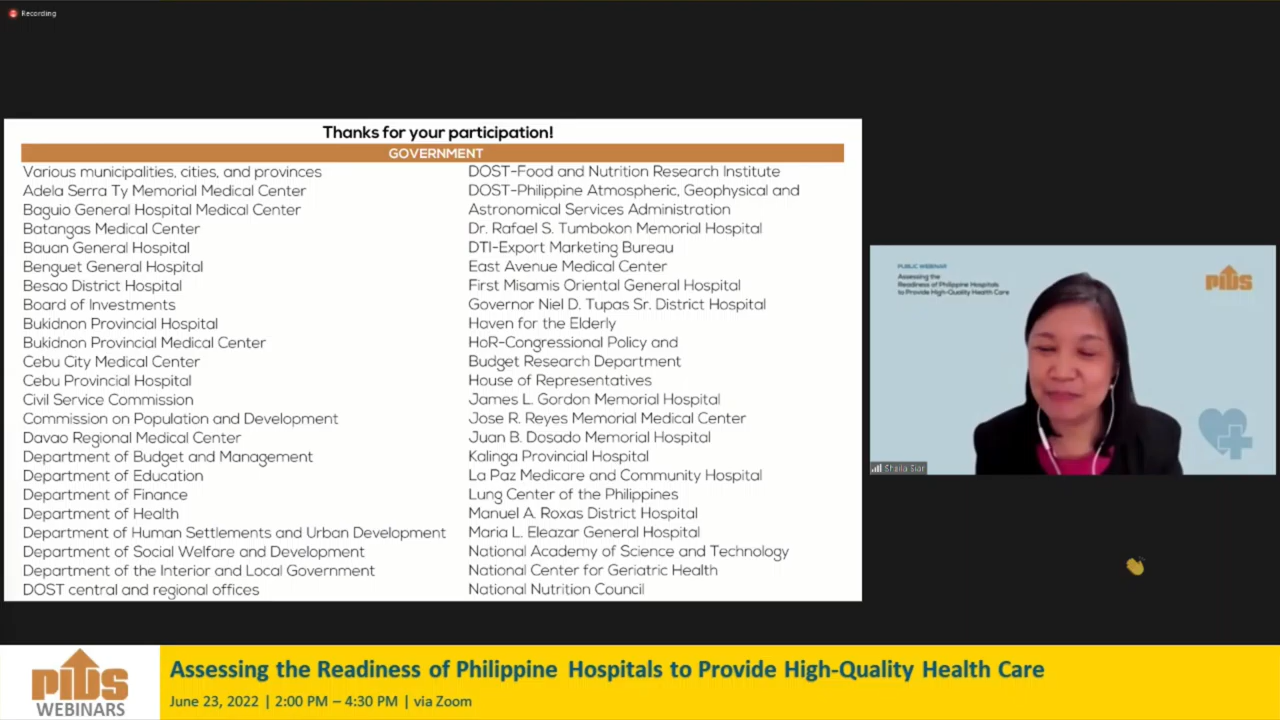 Recording
Thanks for your participation!
GOVERNMENT
Various municipalities, cities, and provinces
Adela Serra Ty Memorial Medical Center
Baguio General Hospital Medical Center
Batangas Medical Center
Bauan General Hospital
Benguet General Hospital
Besao District Hospital
Board of Investments
Bukidnon Provincial Hospital
Bukidnon Provincial Medical Center
Cebu City Medical Center
Cebu Provincial Hospital
Civil Service Commission
Commission on Population and Development
Davao Regional Medical Center
Department of Budget and Management
Department of Education
Department of Finance
Department of Health
Department of Human Settlements and Urban Development
Department of Social Welfare and Development
Department of the Interior and Local Government
DOST central and regional offices
DOST-Food and Nutrition Research Institute
DOST-Philippine Atmospheric, Geophysical and
Astronomical Services Administration
Dr. Rafael S. Tumbokon Memorial Hospital
DTI-Export Marketing Bureau
East Avenue Medical Center
First Misamis Oriental General Hospital
Governor Niel D. Tupas Sr. District Hospital
Haven for the Elderly
HoR-Congressional Policy and
Budget Research Department
House of Representatives
James L. Gordon Memorial Hospital
Jose R. Reyes Memorial Medical Center
Juan B. Dosado Memorial Hospital
Kalinga Provincial Hospital
La Paz Medicare and Community Hospital
Lung Center of the Philippines
Manuel A. Roxas District Hospital
Maria L. Eleazar General Hospital
National Academy of Science and Technology
National Center for Geriatric Health
National Nutrition Council
PUBLIC WEBINAR
Assessing the
Readiness of Philippine Hospitals
to Provide High-Quality Health Care
PIDS
Sheila Siar
PIDS
WEBINARS
Assessing the Readiness of Philippine Hospitals to Provide High-Quality Health Care
June 23, 2022 | 2:00 PM – 4:30 PM | via Zoom